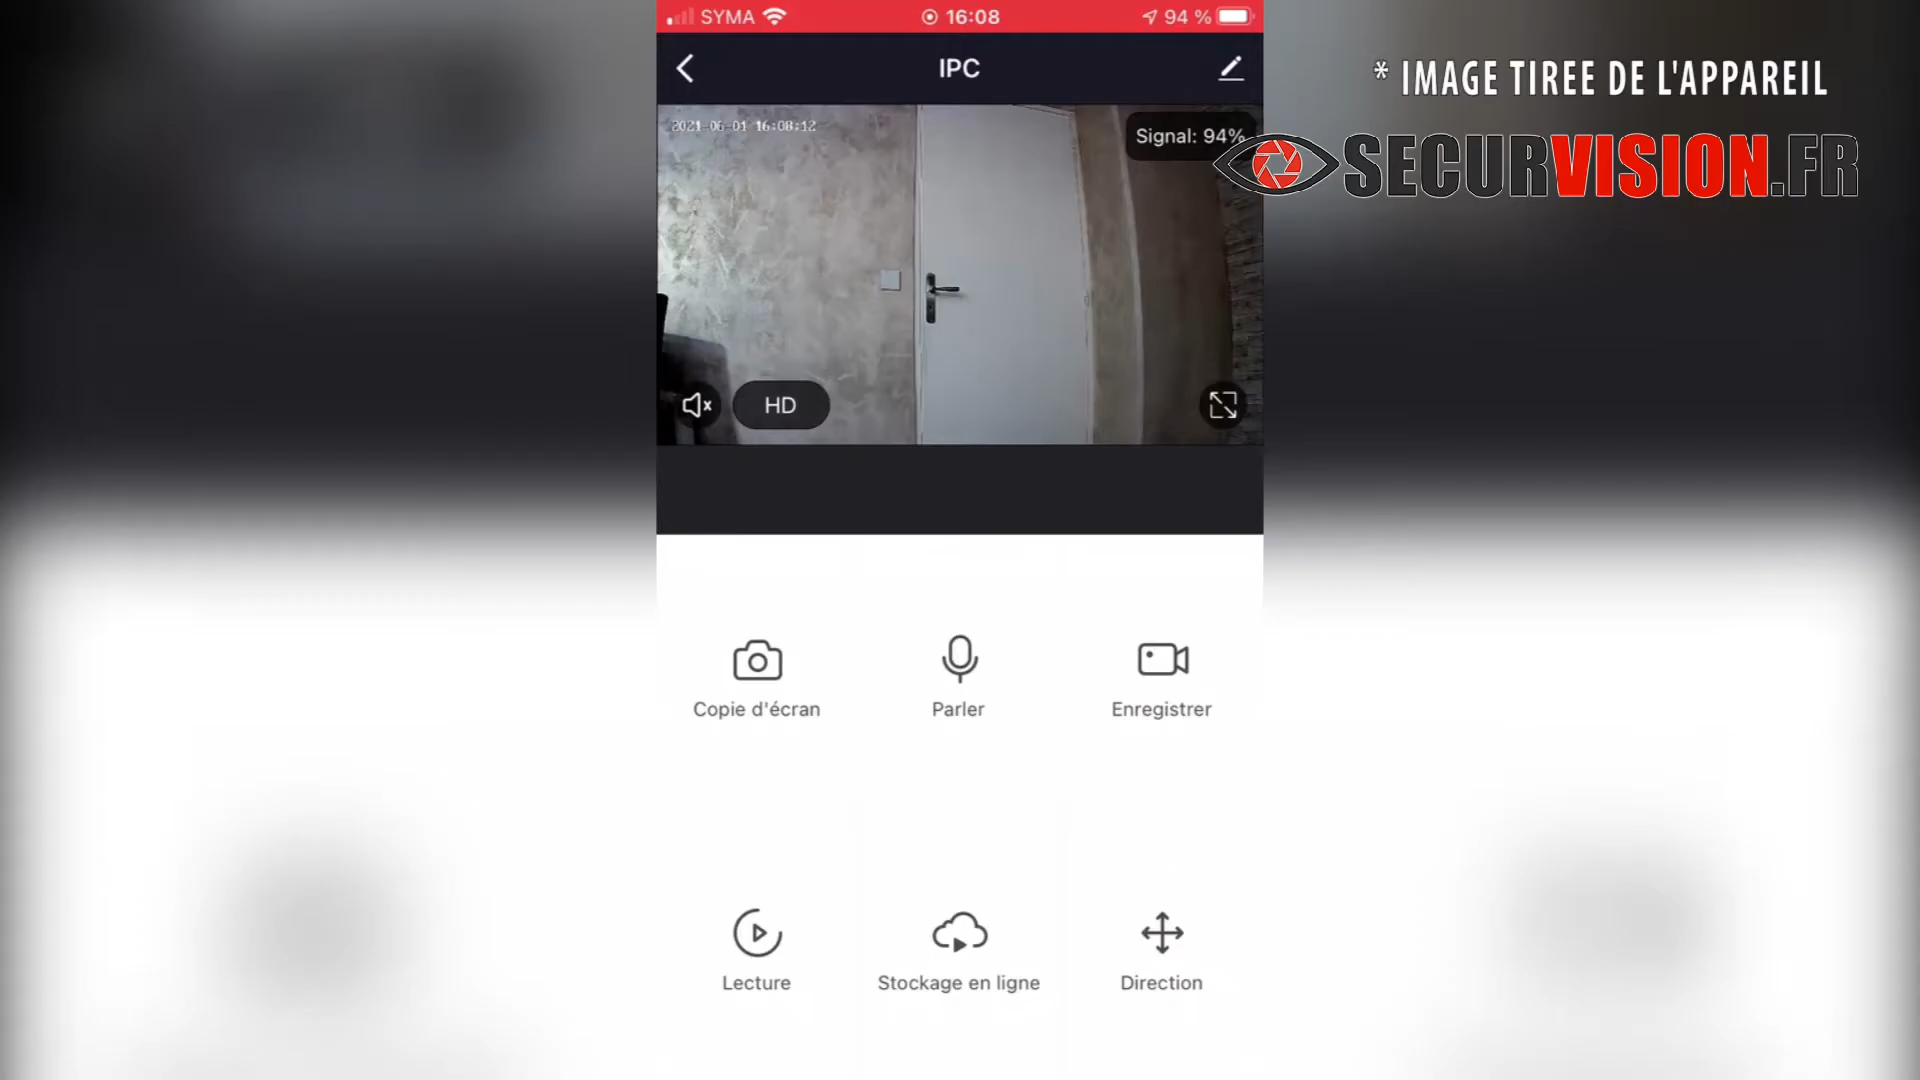 SYMA 16:08 94 %
IPC
* IMAGE TIREE DE L'APPAREIL
2021-06-01 16:08:12
Signal: 94%
SECURVISION.FR
HD
Copie d'écran
Parler
Enregistrer
Lecture
Stockage en ligne
Direction